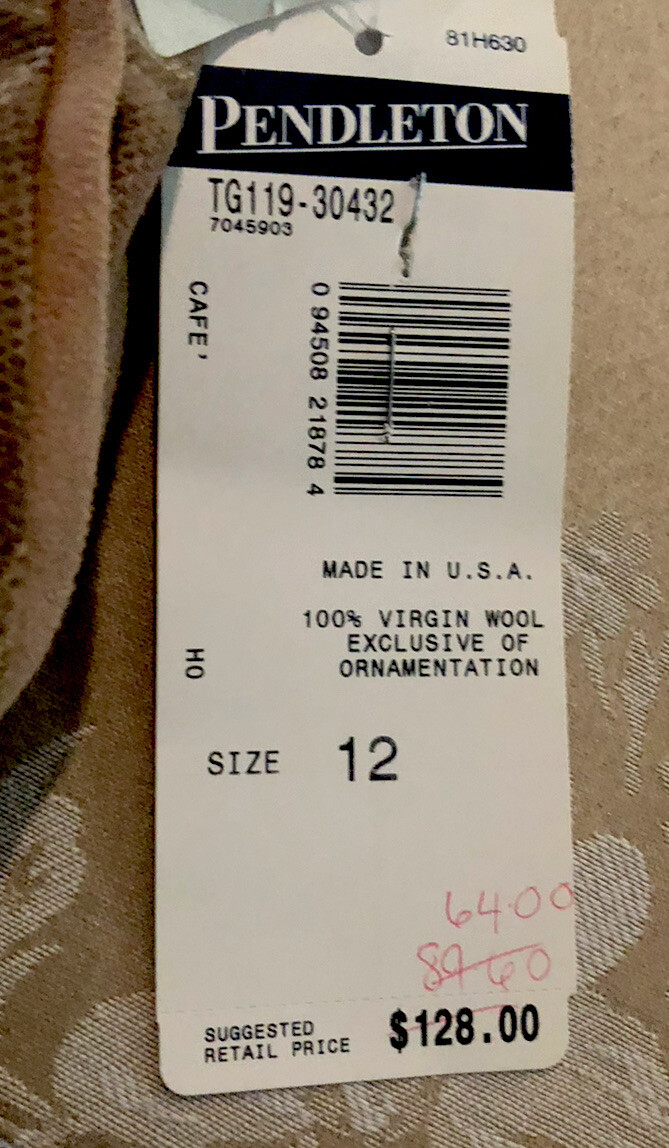 81H630
PENDLETON
TG119-30432
7045903
CAFE'
0 94508 21878 4
MADE IN U.S.A.
100% VIRGIN WOOL
EXCLUSIVE OF
ORNAMENTATION
HO
SIZE 12
64.00
89.60
SUGGESTED
RETAIL PRICE $128.00